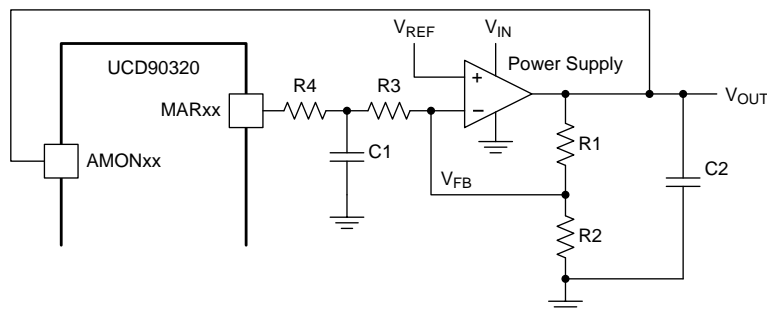 UCD90320
MARxx
AMONxx
R4
R3
C1
VREF
VIN
Power Supply
VFB
R1
R2
VOUT
C2